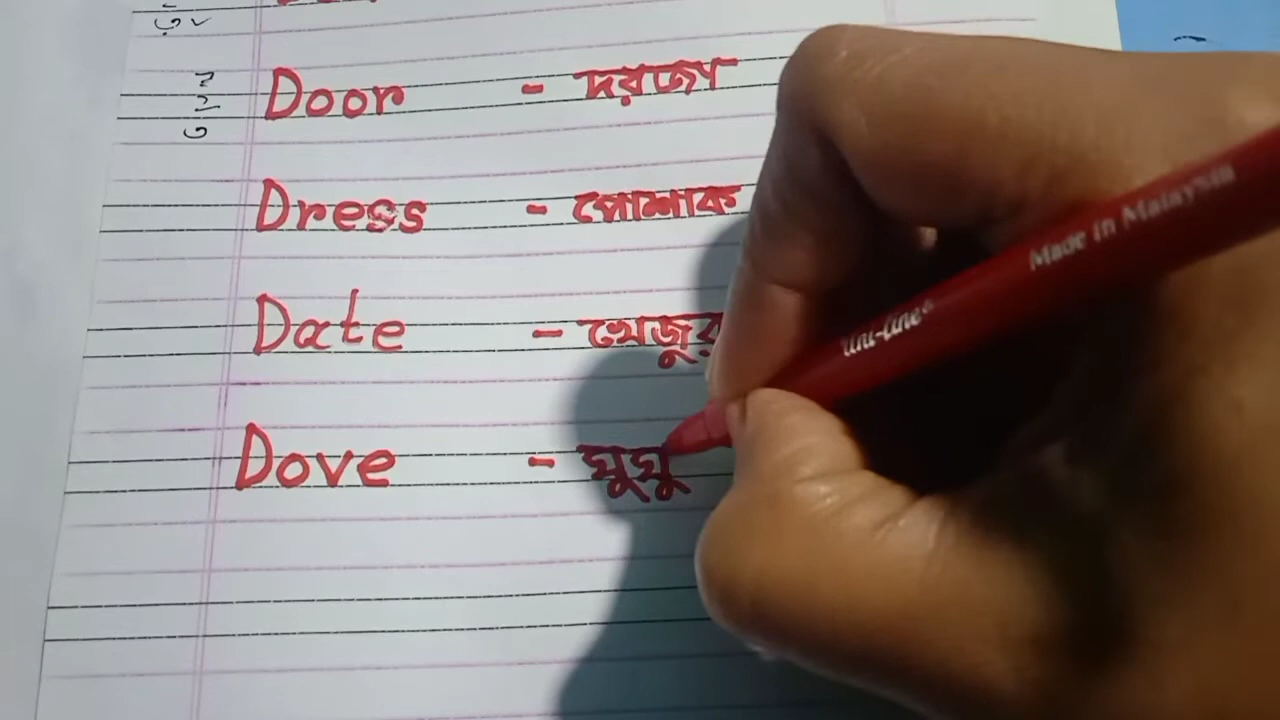 Door - দরজা
Dress - পোশাক
Date - খেজুর
Dove - ঘুঘু
uni-line
Made in Malaysia